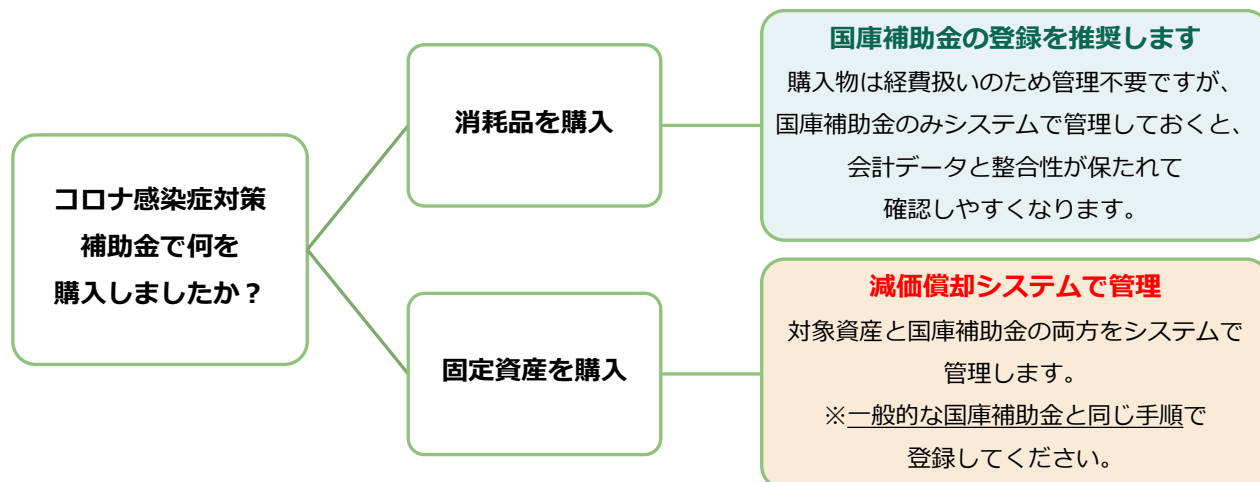 コロナ感染症対策
補助金で何を
購入しましたか？
消耗品を購入
国庫補助金の登録を推奨します
購入物は経費扱いのため管理不要ですが、
国庫補助金のみシステムで管理しておくと、
会計データと整合性が保たれて
確認しやすくなります。
固定資産を購入
減価償却システムで管理
対象資産と国庫補助金の両方をシステムで
管理します。
※一般的な国庫補助金と同じ手順で
登録してください。